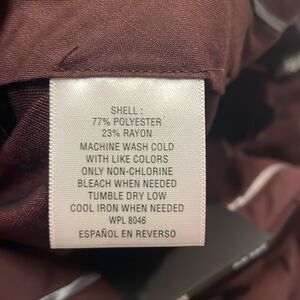 SHELL :
77% POLYESTER
23% RAYON
MACHINE WASH COLD
WITH LIKE COLORS
ONLY NON-CHLORINE
BLEACH WHEN NEEDED
TUMBLE DRY LOW
COOL IRON WHEN NEEDED
WPL 8046
ESPAÑOL EN REVERSO